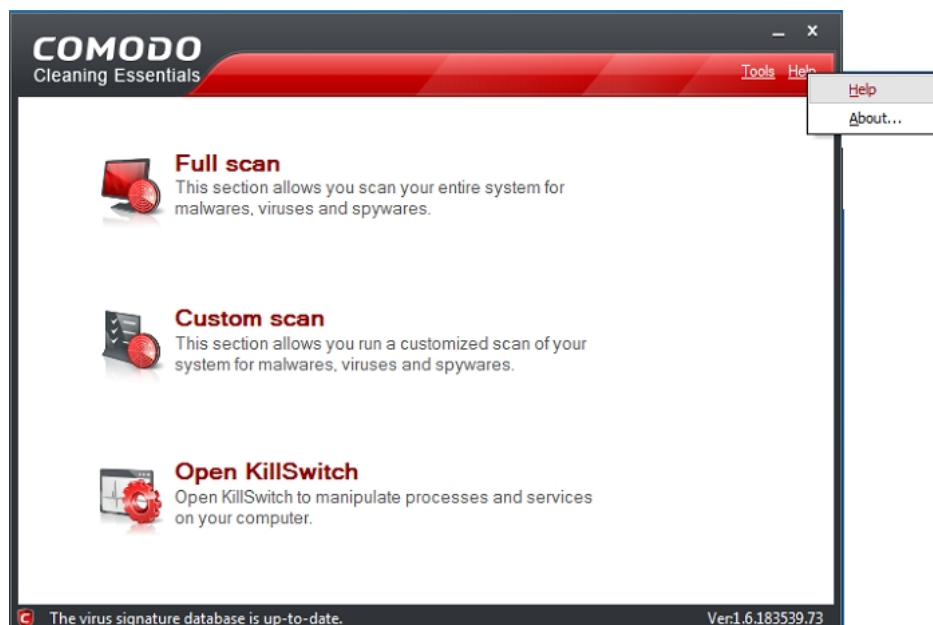 COMODO
Cleaning Essentials
Tools Help
Help
About...
Full scan
This section allows you scan your entire system for
malwares, viruses and spywares.
Custom scan
This section allows you run a customized scan of your
system for malwares, viruses and spywares.
Open KillSwitch
Open KillSwitch to manipulate processes and services
on your computer.
The virus signature database is up-to-date.
Ver:1.6.183539.73